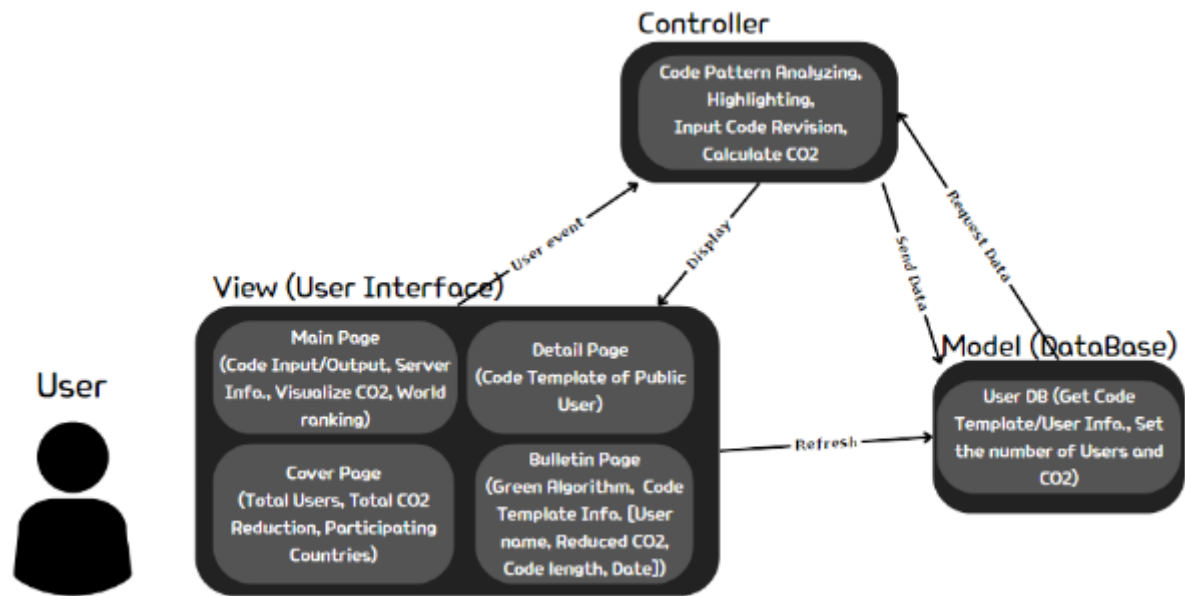 Controller
Code Pattern Analyzing,
Highlighting,
Input Code Revision,
Calculate CO2
User event
Display
Send Data
Request Data
View (User Interface)
Main Page
(Code Input/Output, Server
Info., Visualize CO2, World
ranking)
Detail Page
(Code Template of Public
User)
Cover Page
(Total Users, Total CO2
Reduction, Participating
Countries)
Bulletin Page
(Green Algorithm, Code
Template Info. [User
name, Reduced CO2,
Code length, Date])
Refresh
Model (DataBase)
User DB (Get Code
Template/User Info., Set
the number of Users and
CO2)
User